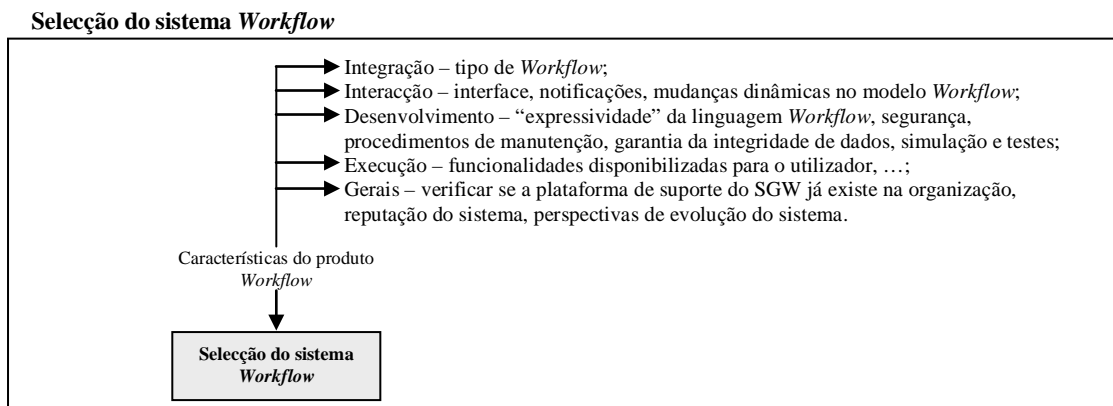 Selecção do sistema Workflow
Integração – tipo de Workflow;
Interacção – interface, notificações, mudanças dinâmicas no modelo Workflow;
Desenvolvimento – “expressividade” da linguagem Workflow, segurança,
procedimentos de manutenção, garantia da integridade de dados, simulação e testes;
Execução – funcionalidades disponibilizadas para o utilizador, …;
Gerais – verificar se a plataforma de suporte do SGW já existe na organização,
reputação do sistema, perspectivas de evolução do sistema.
Características do produto
Workflow
Selecção do sistema
Workflow